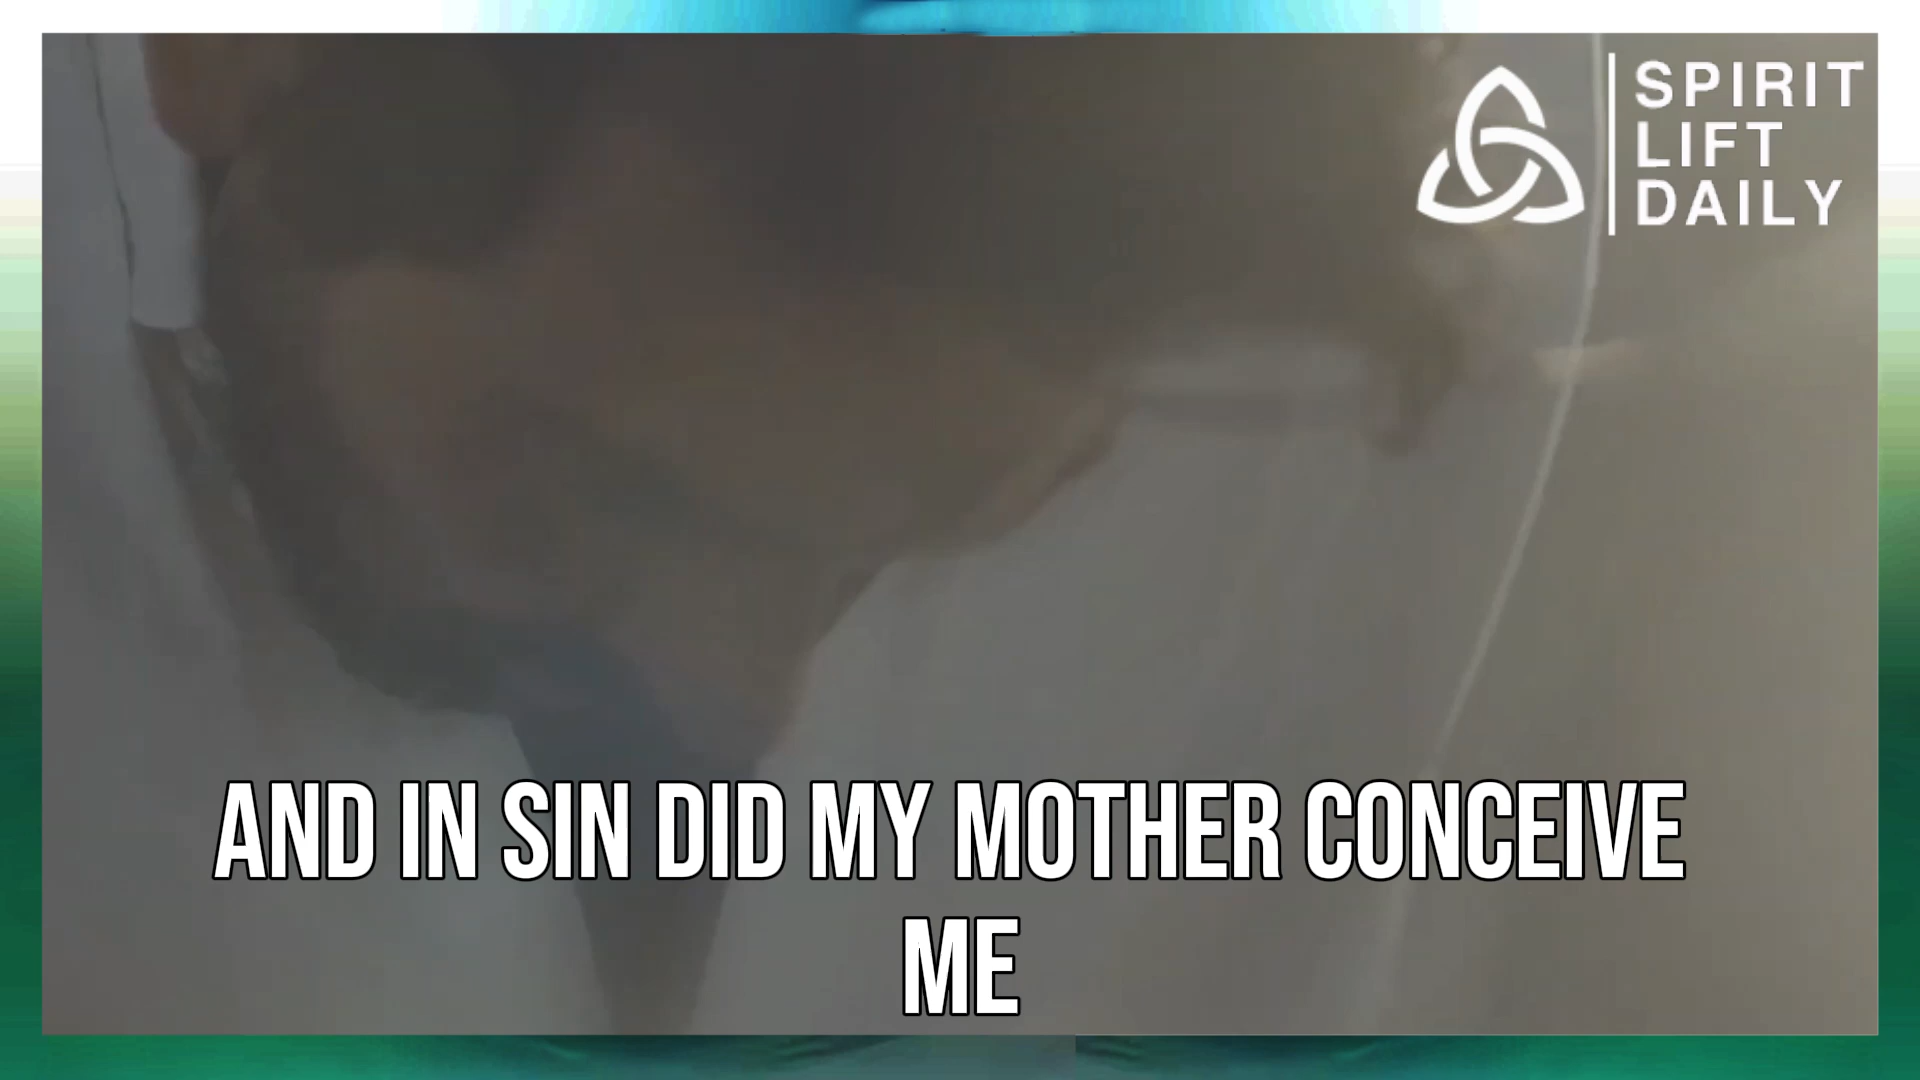 SPIRIT
LIFT
DAILY
AND IN SIN DID MY MOTHER CONCEIVE
ME